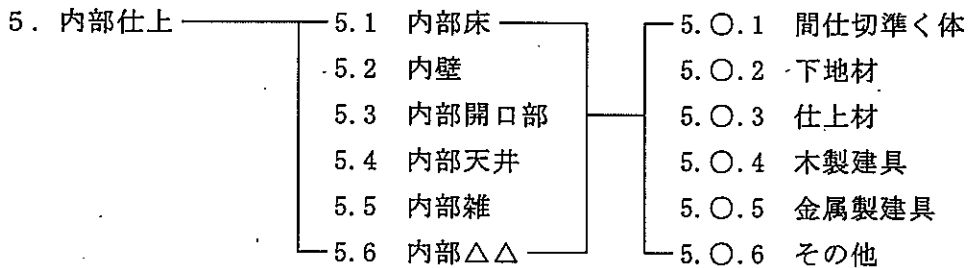 5. 内部仕上 5.1 内部床 5.○.1 間仕切準く体
5.2 内壁 5.○.2 下地材
5.3 内部開口部 5.○.3 仕上材
5.4 内部天井 5.○.4 木製建具
5.5 内部雑 5.○.5 金属製建具
5.6 内部△△ 5.○.6 その他